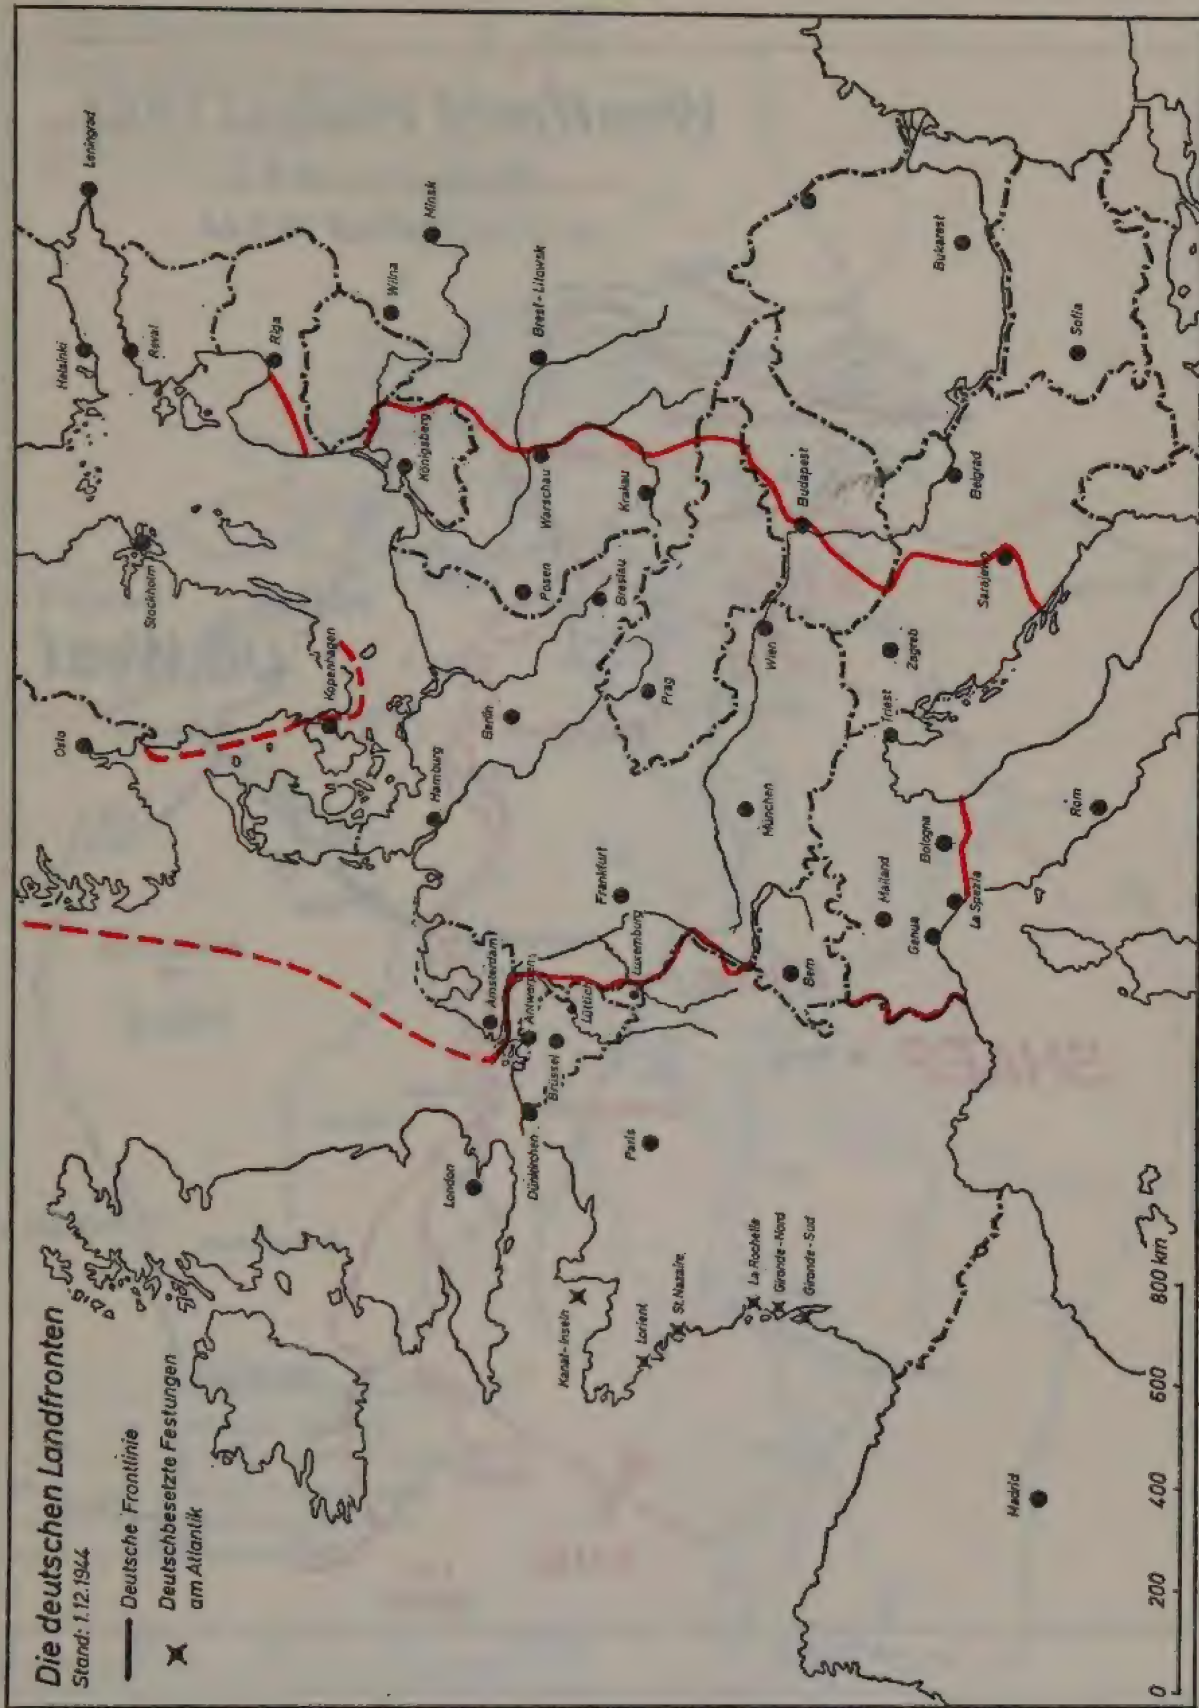 Die deutschen Landfronten
Stand: 1.12.1944
Deutsche Frontlinie
Deutschbesetzte Festungen
am Atlantik
Oslo
Stockholm
Helsinki
Leningrad
Reval
Kopenhagen
Riga
Hamburg
Königsberg
Wilna
Minsk
London
Amsterdam
Berlin
Posen
Warschau
Brest-Litowsk
Dünkirchen
Antwerpen
Brüssel
Lüttich
Frankfurt
Breslau
Krakau
Kanal-Inseln
Paris
Luxemburg
Prag
Lorient
St.Nazaire
La Rochelle
Gironde-Nord
Gironde-Süd
München
Wien
Budapest
Bern
Mailand
Triest
Zagreb
Genua
Bologna
Belgrad
Bukarest
La Spezia
Sarajewo
Madrid
Rom
Sofia
0 200 400 600 800 km